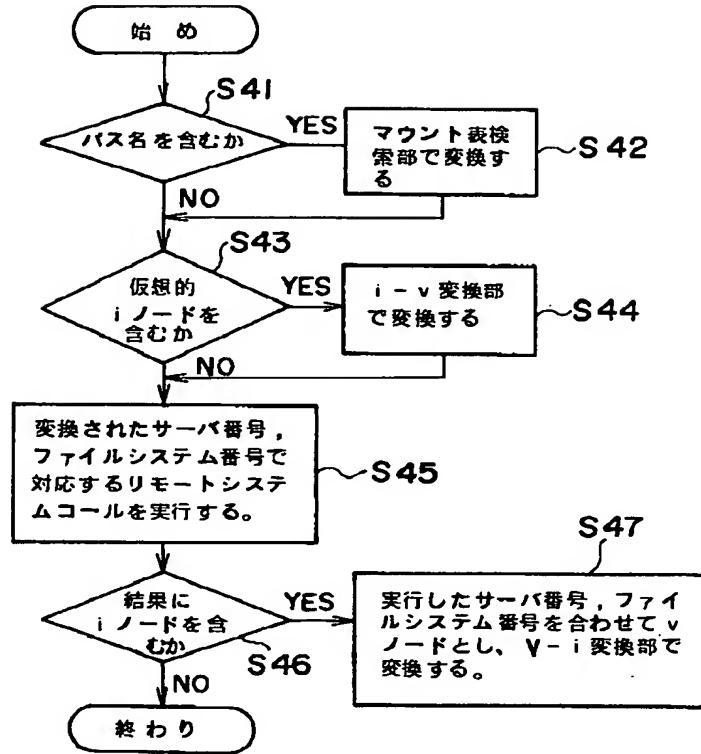 始め
S41
パス名を含むか
YES
マウント表検
索部で変換す
る
S42
NO
S43
仮想的
iノードを
含むか
YES
i-v変換部
で変換する
S44
NO
変換されたサーバ番号,
ファイルシステム番号で
対応するリモートシステ
ムコールを実行する。
S45
S47
結果に
iノードを含
むか
YES
S46
実行したサーバ番号,ファイ
ルシステム番号を合わせてv
ノードとし、V-i変換部で
変換する。
NO
終わり